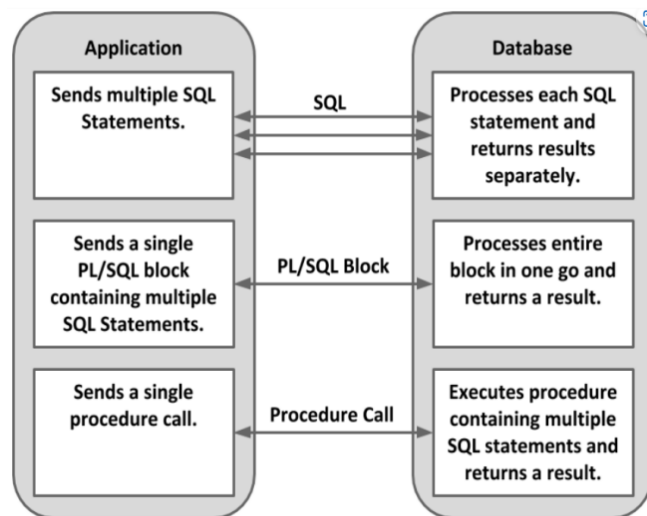 Application
Database
Sends multiple SQL
Statements.
SQL
Processes each SQL
statement and
returns results
separately.
Sends a single
PL/SQL block
containing multiple
SQL Statements.
PL/SQL Block
Processes entire
block in one go and
returns a result.
Sends a single
procedure call.
Procedure Call
Executes procedure
containing multiple
SQL statements and
returns a result.